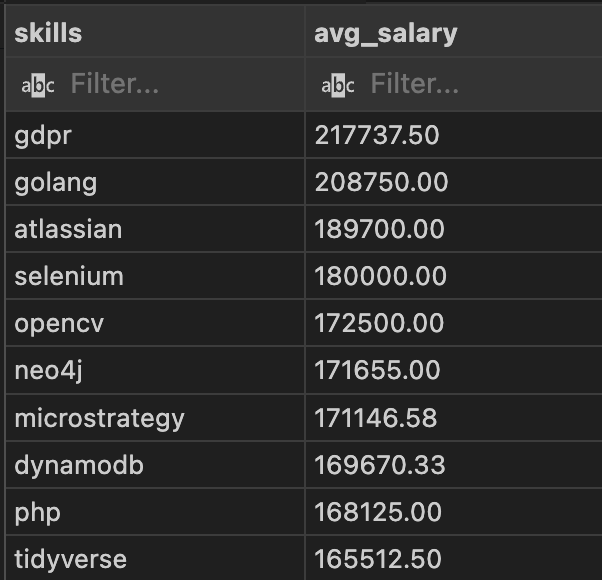 skills avg_salary
abc Filter... abc Filter...
gdpr 217737.50
golang 208750.00
atlassian 189700.00
selenium 180000.00
opencv 172500.00
neo4j 171655.00
microstrategy 171146.58
dynamodb 169670.33
php 168125.00
tidyverse 165512.50